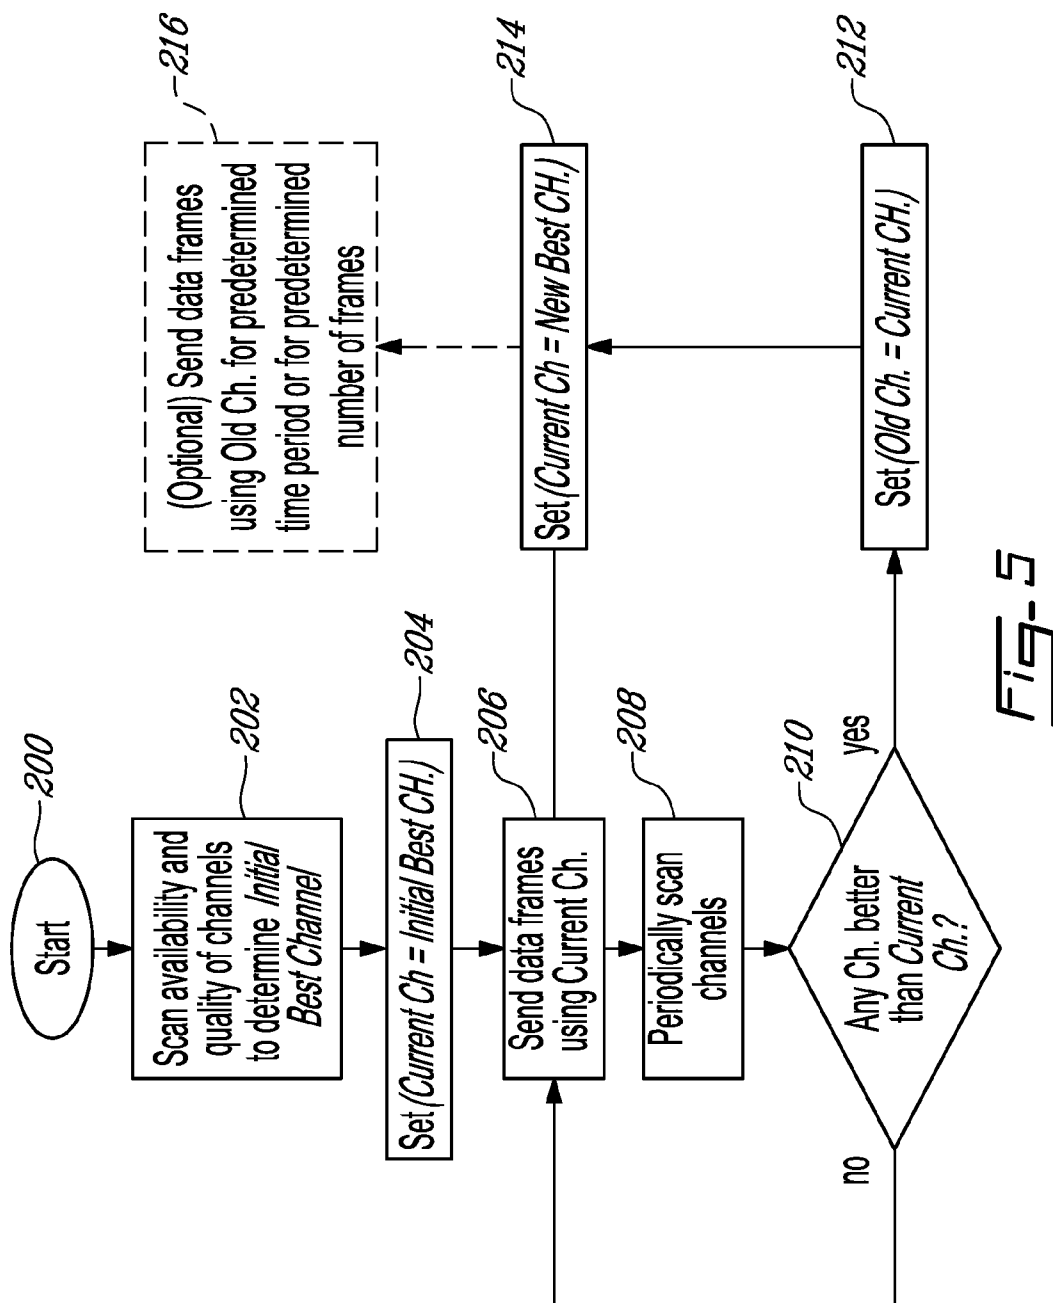 200
Start
202
Scan availability and
quality of channels
to determine Initial
Best Channel
204
Set (Current Ch = Initial Best CH.)
206
Send data frames
using Current Ch.
208
Periodically scan
channels
210
Any Ch. better
than Current
Ch.?
no
yes
212
Set (Old Ch. = Current CH.)
214
Set (Current Ch = New Best CH.)
216
(Optional) Send data frames
using Old Ch. for predetermined
time period or for predetermined
number of frames
Fig-5